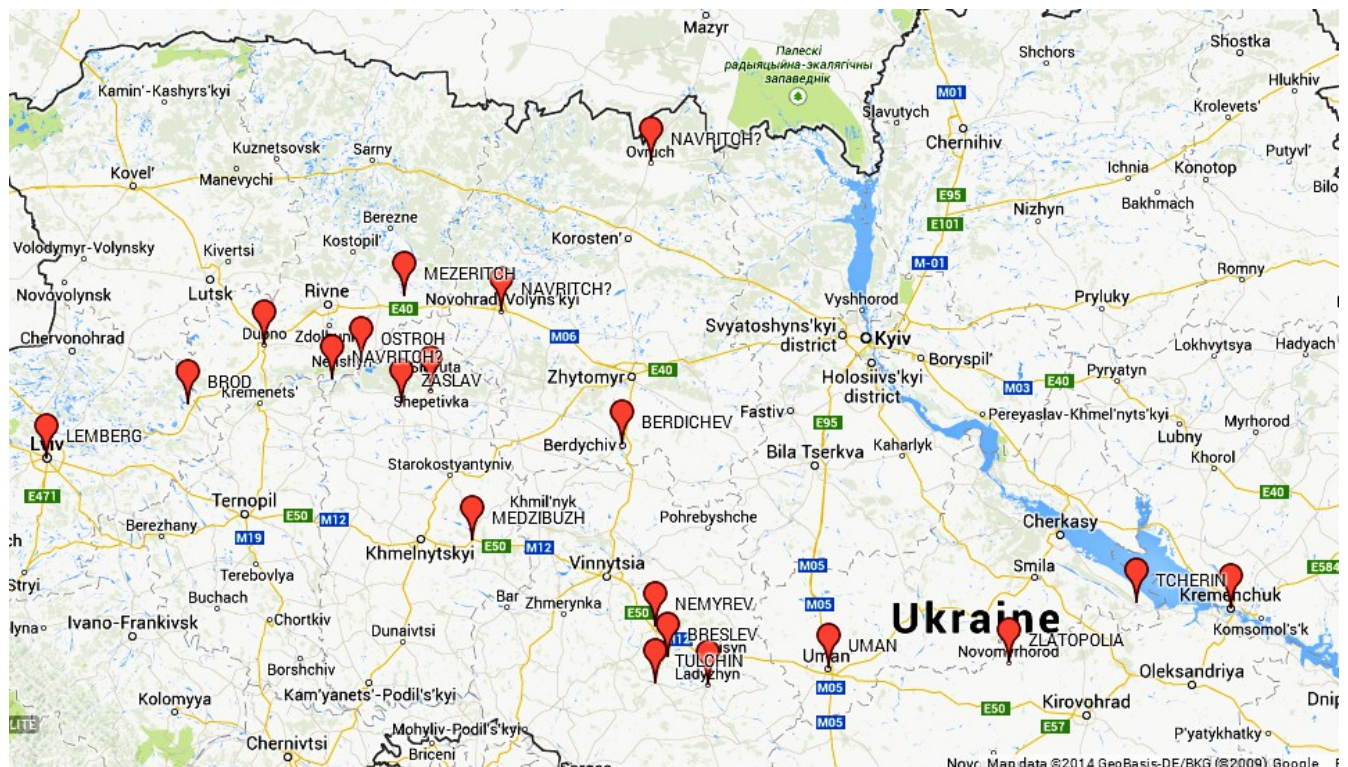 Mazyr
Shostka
Shchors
Палескі
радыяцыйна-экалагічны
запаведнік
Hlukhiv
Kamin'-Kashyrs'kyi
M01
Slavutych
Krolevets'
NAVRITCH?
Ovruch
Chernihiv
Kuznetsovsk
Sarny
Putyvl'
Kovel'
Manevychi
Ichnia
Konotop
E95
Bakhmach
Nizhyn
Berezne
E101
Kostopil'
Korosten'
Volodymyr-Volynsky
Kivertsi
M-01
MEZERITCH
Romny
NAVRITCH?
Lutsk
Rivne
Novovolynsk
Novohrad-Volyns'kyi
Vyshhorod
Pryluky
E40
Dubno
M06
Svyatoshyns'kyi
district
Kyiv
Chervonohrad
OSTROH
Hadyach
Lokhvytsya
NAVRITCH?
Boryspil'
Holosiivs'kyi
district
Pyryatyn
BROD
ZASLAV
Zhytomyr
E40
M03
E40
Kremenets'
Shepetivka
Fastiv
Pereyaslav-Khmel'nyts'kyi
BERDICHEV
E95
Myrhorod
LEMBERG
Lviv
Berdychiv
Bila Tserkva
Kaharlyk
Lubny
Khorol
Starokostyantyniv
E471
E40
Ternopil
Khmil'nyk
E50
M12
MEDZIBUZH
Pohrebyshche
Cherkasy
Berezhany
M19
Khmelnytskyi
E50
M12
Vinnytsia
M05
Smila
E584
Stryi
Terebovlya
TCHERIN
Buchach
Bar
Zhmerynka
NEMYREV
M05
Kremenchuk
E50
Ukraine
Ivano-Frankivsk
Chortkiv
Dunaivtsi
BRESLEV
Komsomol's'k
UMAN
ZLATOPOLIA
Uman
Novomyrhorod
TULCHIN
Ladyzhyn
Borshchiv
Oleksandriya
M05
Kolomyya
Kam'yanets'-Podil's'kyi
E50
Kirovohrad
M05
E57
Mohyliv-Podil's'kyi
P'yatykhatky
Chernivtsi
Briceni
Map data ©2014 GeoBasis-DE/BKG (©2009), Google